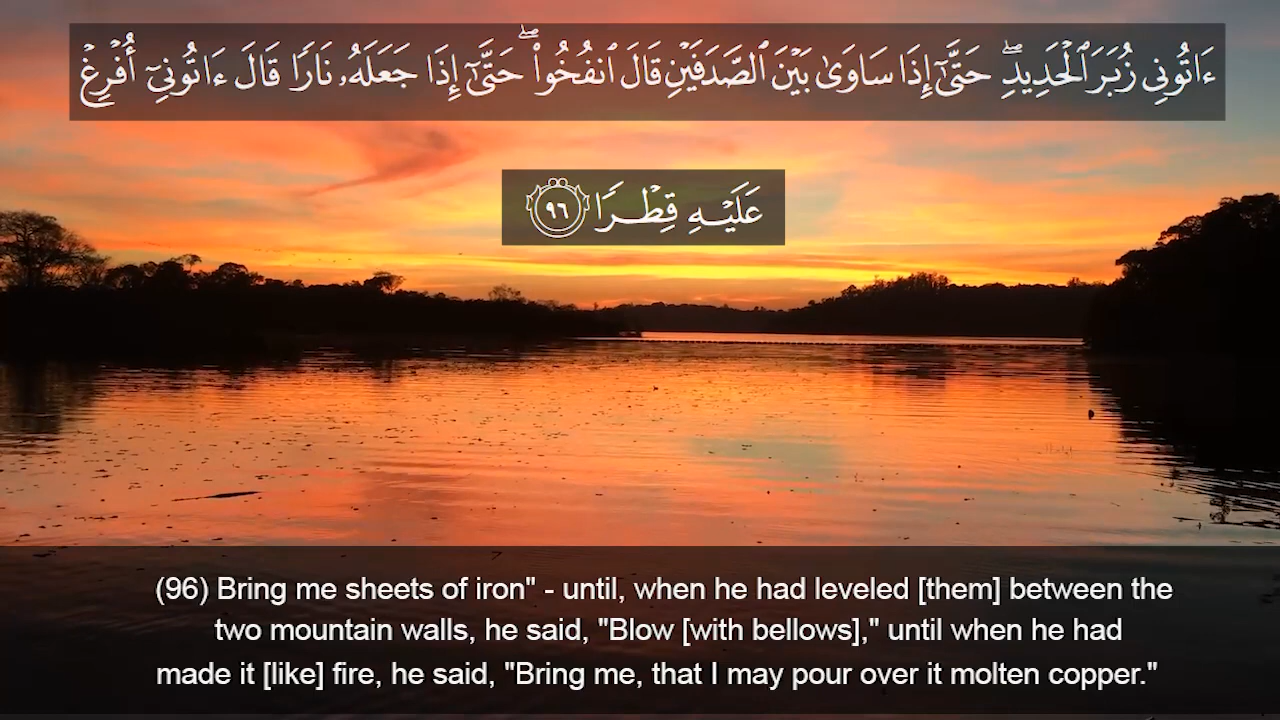 ءَاتُونِى زُبَرَ ٱلْحَدِيدِ ۖ حَتَّىٰٓ إِذَا سَاوَىٰ بَيْنَ ٱلصَّدَفَيْنِ قَالَ ٱنفُخُوا۟ ۖ حَتَّىٰٓ إِذَا جَعَلَهُۥ نَارًا قَالَ ءَاتُونِىٓ أُفْرِغْ
عَلَيْهِ قِطْرًا ٩٦
(96) Bring me sheets of iron" - until, when he had leveled [them] between the
two mountain walls, he said, "Blow [with bellows]," until when he had
made it [like] fire, he said, "Bring me, that I may pour over it molten copper."